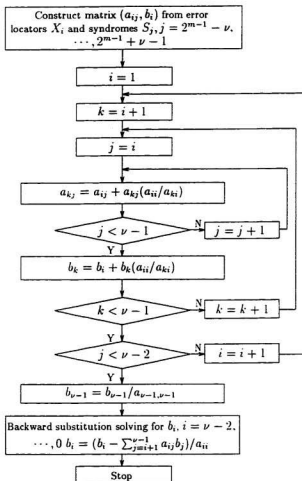 Construct matrix (a_{ij}, b_i) from error
locators X_i and syndromes S_j, j = 2^{m-1} − ν,
⋯, 2^{m-1} + ν − 1
i = 1
k = i + 1
j = i
a_{kj} = a_{ij} + a_{kj}(a_{ii}/a_{ki})
j < ν − 1
N
j = j + 1
Y
b_k = b_i + b_k(a_{ii}/a_{ki})
k < ν − 1
N
k = k + 1
Y
j < ν − 2
N
i = i + 1
Y
b_{ν−1} = b_{ν−1}/a_{ν−1,ν−1}
Backward substitution solving for b_i, i = ν − 2,
⋯, 0 b_i = (b_i − ∑_{j=i+1}^{ν−1} a_{ij}b_j)/a_{ii}
Stop